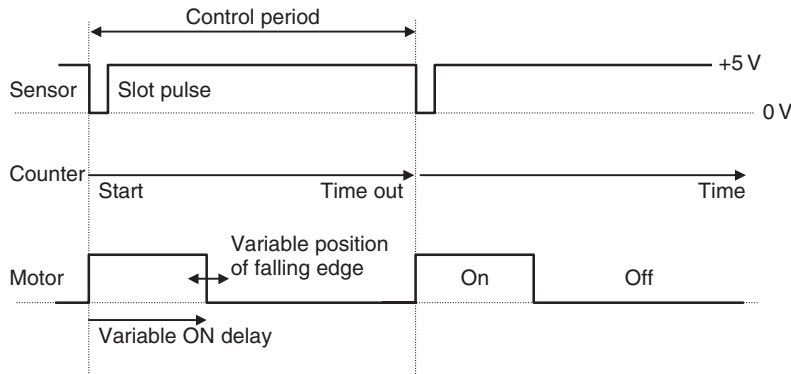 Control period
+5 V
Sensor
Slot pulse
0 V
Counter
Start
Time out
Time
Variable position
of falling edge
Motor
On
Off
Variable ON delay